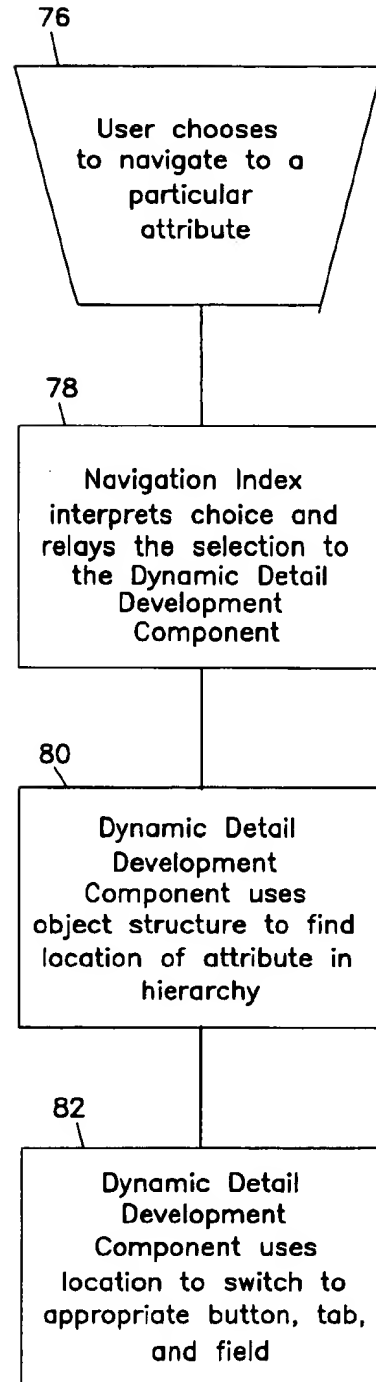 76
User chooses
to navigate to a
particular
attribute
78
Navigation Index
interprets choice and
relays the selection to
the Dynamic Detail
Development
Component
80
Dynamic Detail
Development
Component uses
object structure to find
location of attribute in
hierarchy
82
Dynamic Detail
Development
Component uses
location to switch to
appropriate button, tab,
and field